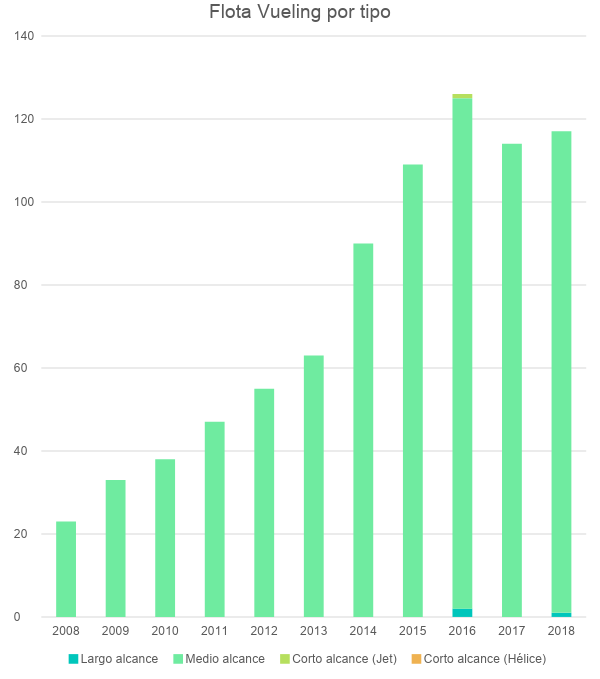 Flota Vueling por tipo
140
120
100
80
60
40
20
0
2008 2009 2010 2011 2012 2013 2014 2015 2016 2017 2018
Largo alcance Medio alcance Corto alcance (Jet) Corto alcance (Hélice)